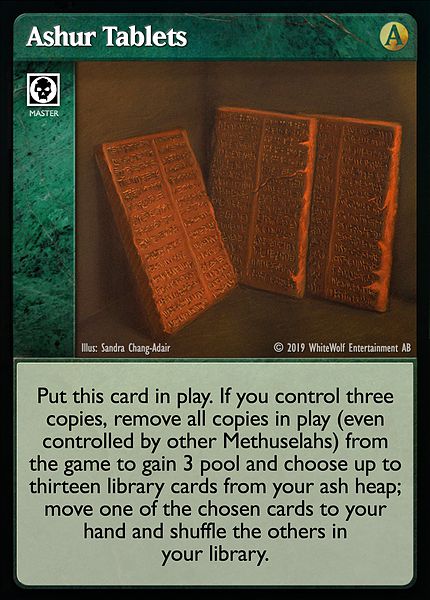 Ashur Tablets
A
MASTER
Illus: Sandra Chang-Adair
© 2019 WhiteWolf Entertainment AB
Put this card in play. If you control three
copies, remove all copies in play (even
controlled by other Methuselahs) from
the game to gain 3 pool and choose up to
thirteen library cards from your ash heap;
move one of the chosen cards to your
hand and shuffle the others in
your library.